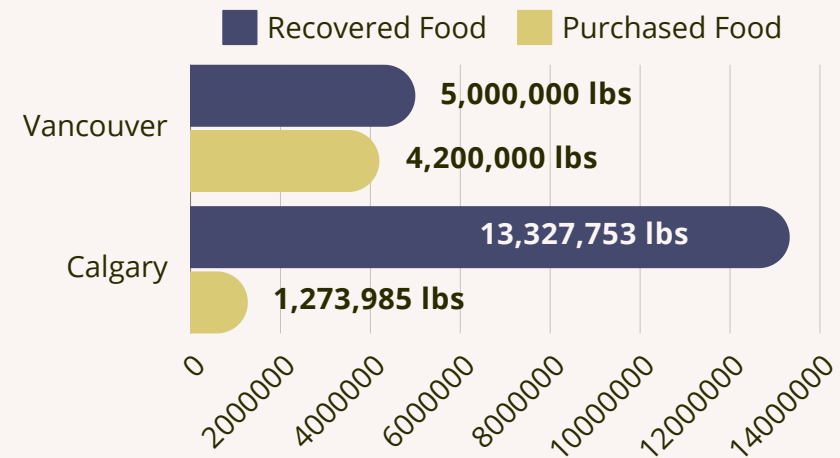 Recovered Food Purchased Food
Vancouver
5,000,000 lbs
4,200,000 lbs
Calgary
13,327,753 lbs
1,273,985 lbs
0 2000000 4000000 6000000 8000000 10000000 12000000 14000000